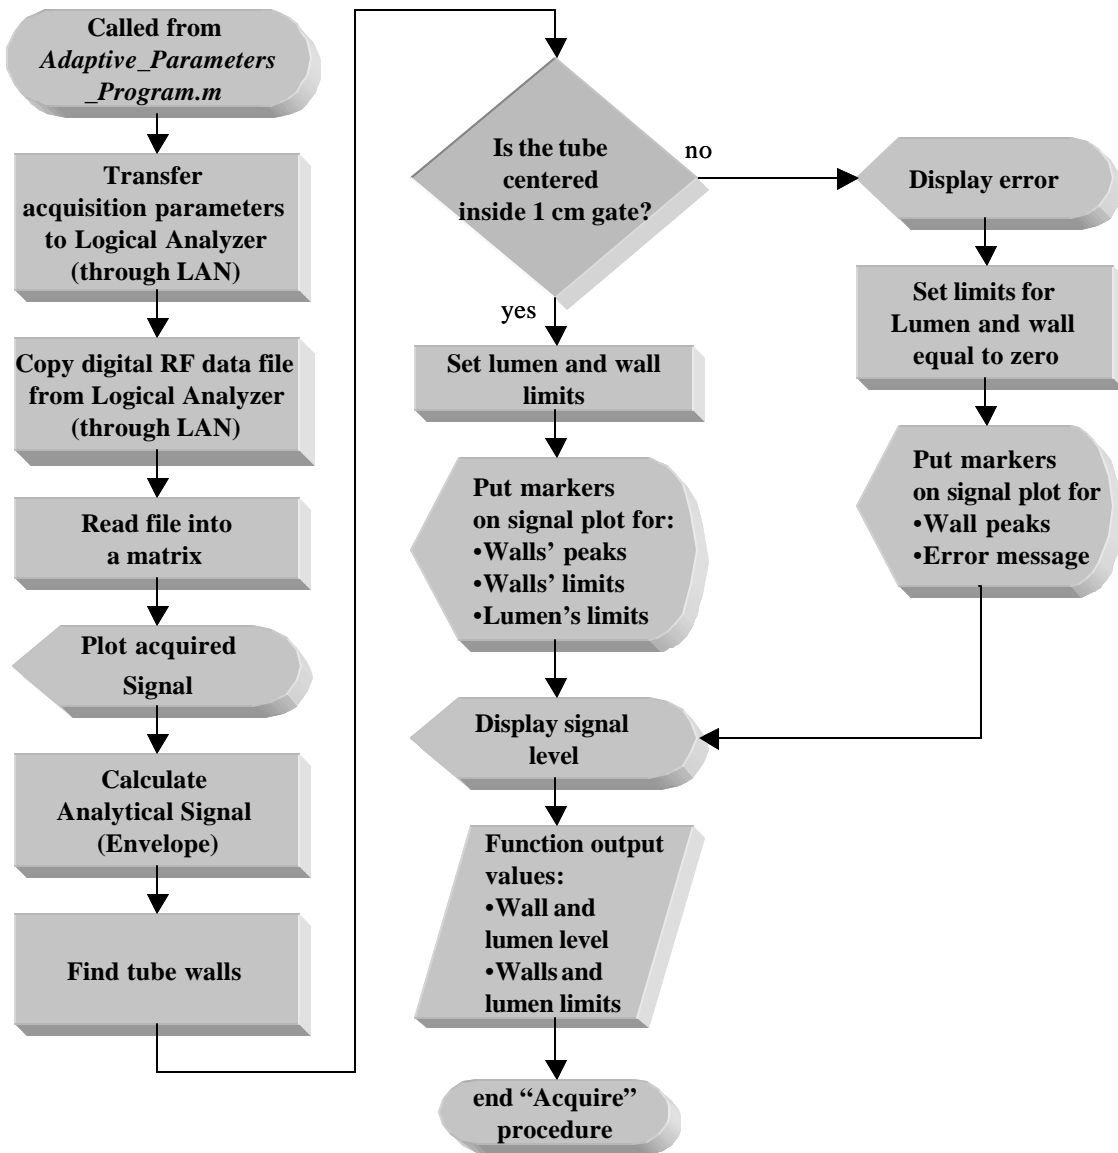 Called from
Adaptive_Parameters
_Program.m
Transfer
acquisition parameters
to Logical Analyzer
(through LAN)
Copy digital RF data file
from Logical Analyzer
(through LAN)
Read file into
a matrix
Plot acquired
Signal
Calculate
Analytical Signal
(Envelope)
Find tube walls
Is the tube
centered
inside 1 cm gate?
no
yes
Set lumen and wall
limits
Put markers
on signal plot for:
•Walls’ peaks
•Walls’ limits
•Lumen’s limits
Display error
Set limits for
Lumen and wall
equal to zero
Put markers
on signal plot for
•Wall peaks
•Error message
Display signal
level
Function output
values:
•Wall and
lumen level
•Walls and
lumen limits
end “Acquire”
procedure